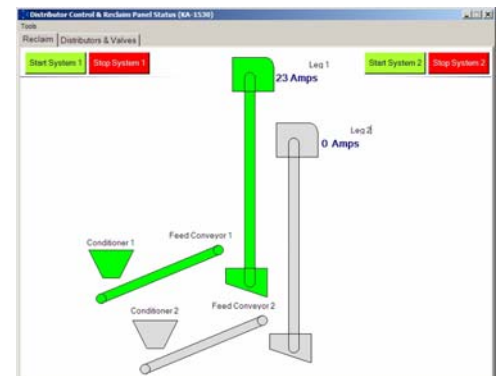 Distributor Control & Reclaim Panel Status (KA-1530)
Tools
Reclaim Distributors & Valves
Start System 1 Stop System 1 Start System 2 Stop System 2
Leg 1
23 Amps
Leg 2
0 Amps
Feed Conveyor 1
Conditioner 1
Feed Conveyor 2
Conditioner 2